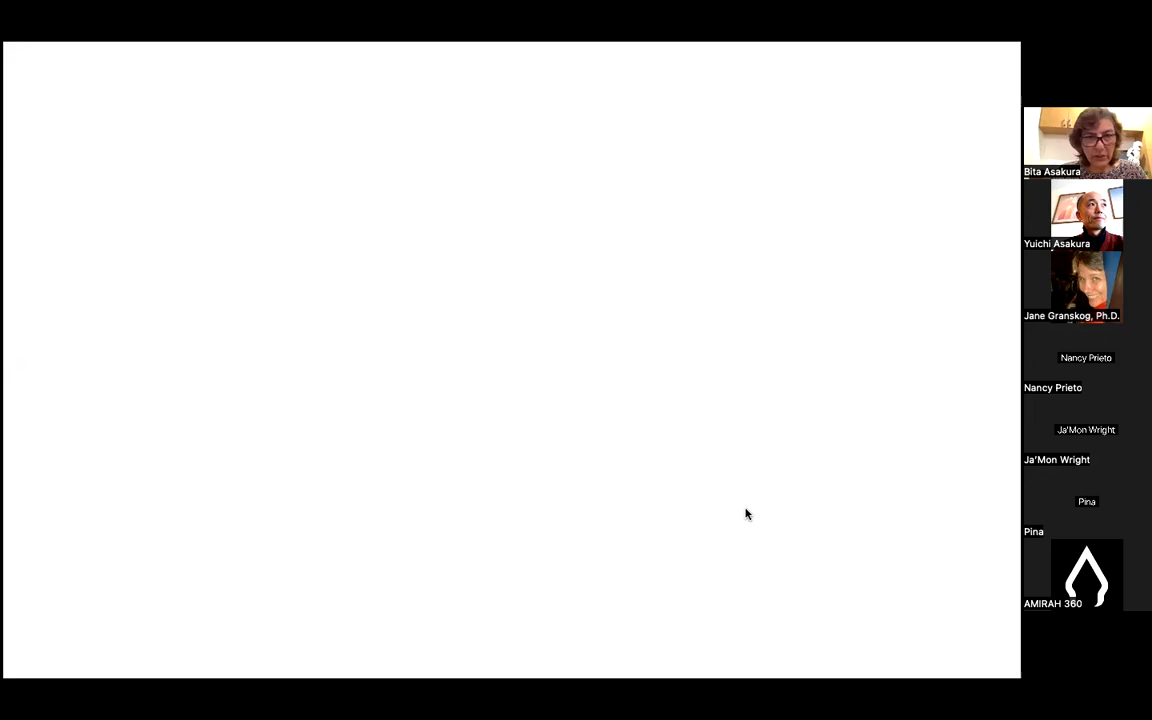 Bita Asakura
Yuichi Asakura
Jane Granskog, Ph.D.
Nancy Prieto
Nancy Prieto
Ja'Mon Wright
Ja'Mon Wright
Pina
Pina
AMIRAH 360